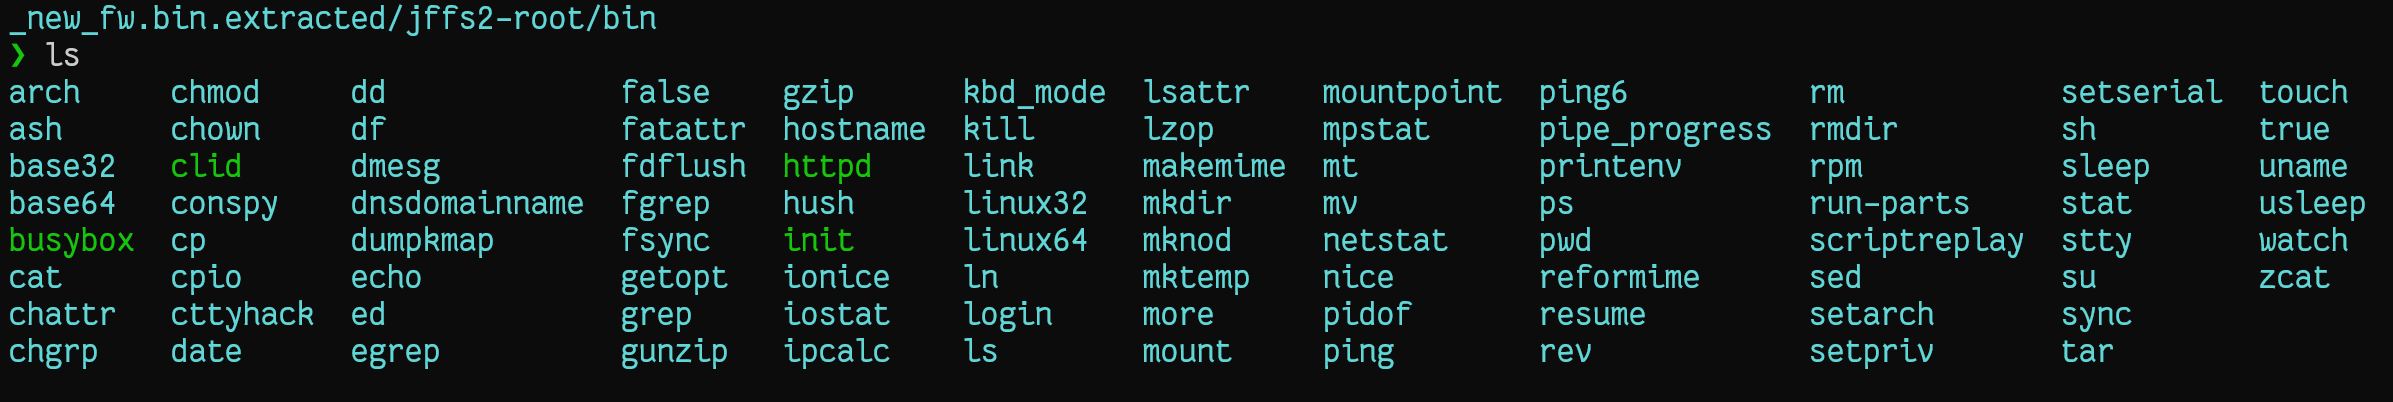 _new_fw.bin.extracted/jffs2-root/bin
❯ ls
arch chmod dd false gzip kbd_mode lsattr mountpoint ping6 rm setserial touch
ash chown df fatattr hostname kill lzop mpstat pipe_progress rmdir sh true
base32 clid dmesg fdflush httpd link makemime mt printenv rpm sleep uname
base64 conspy dnsdomainname fgrep hush linux32 mkdir mv ps run-parts stat usleep
busybox cp dumpkmap fsync init linux64 mknod netstat pwd scriptreplay stty watch
cat cpio echo getopt ionice ln mktemp nice reformime sed su zcat
chattr cttyhack ed grep iostat login more pidof resume setarch sync
chgrp date egrep gunzip ipcalc ls mount ping rev setpriv tar